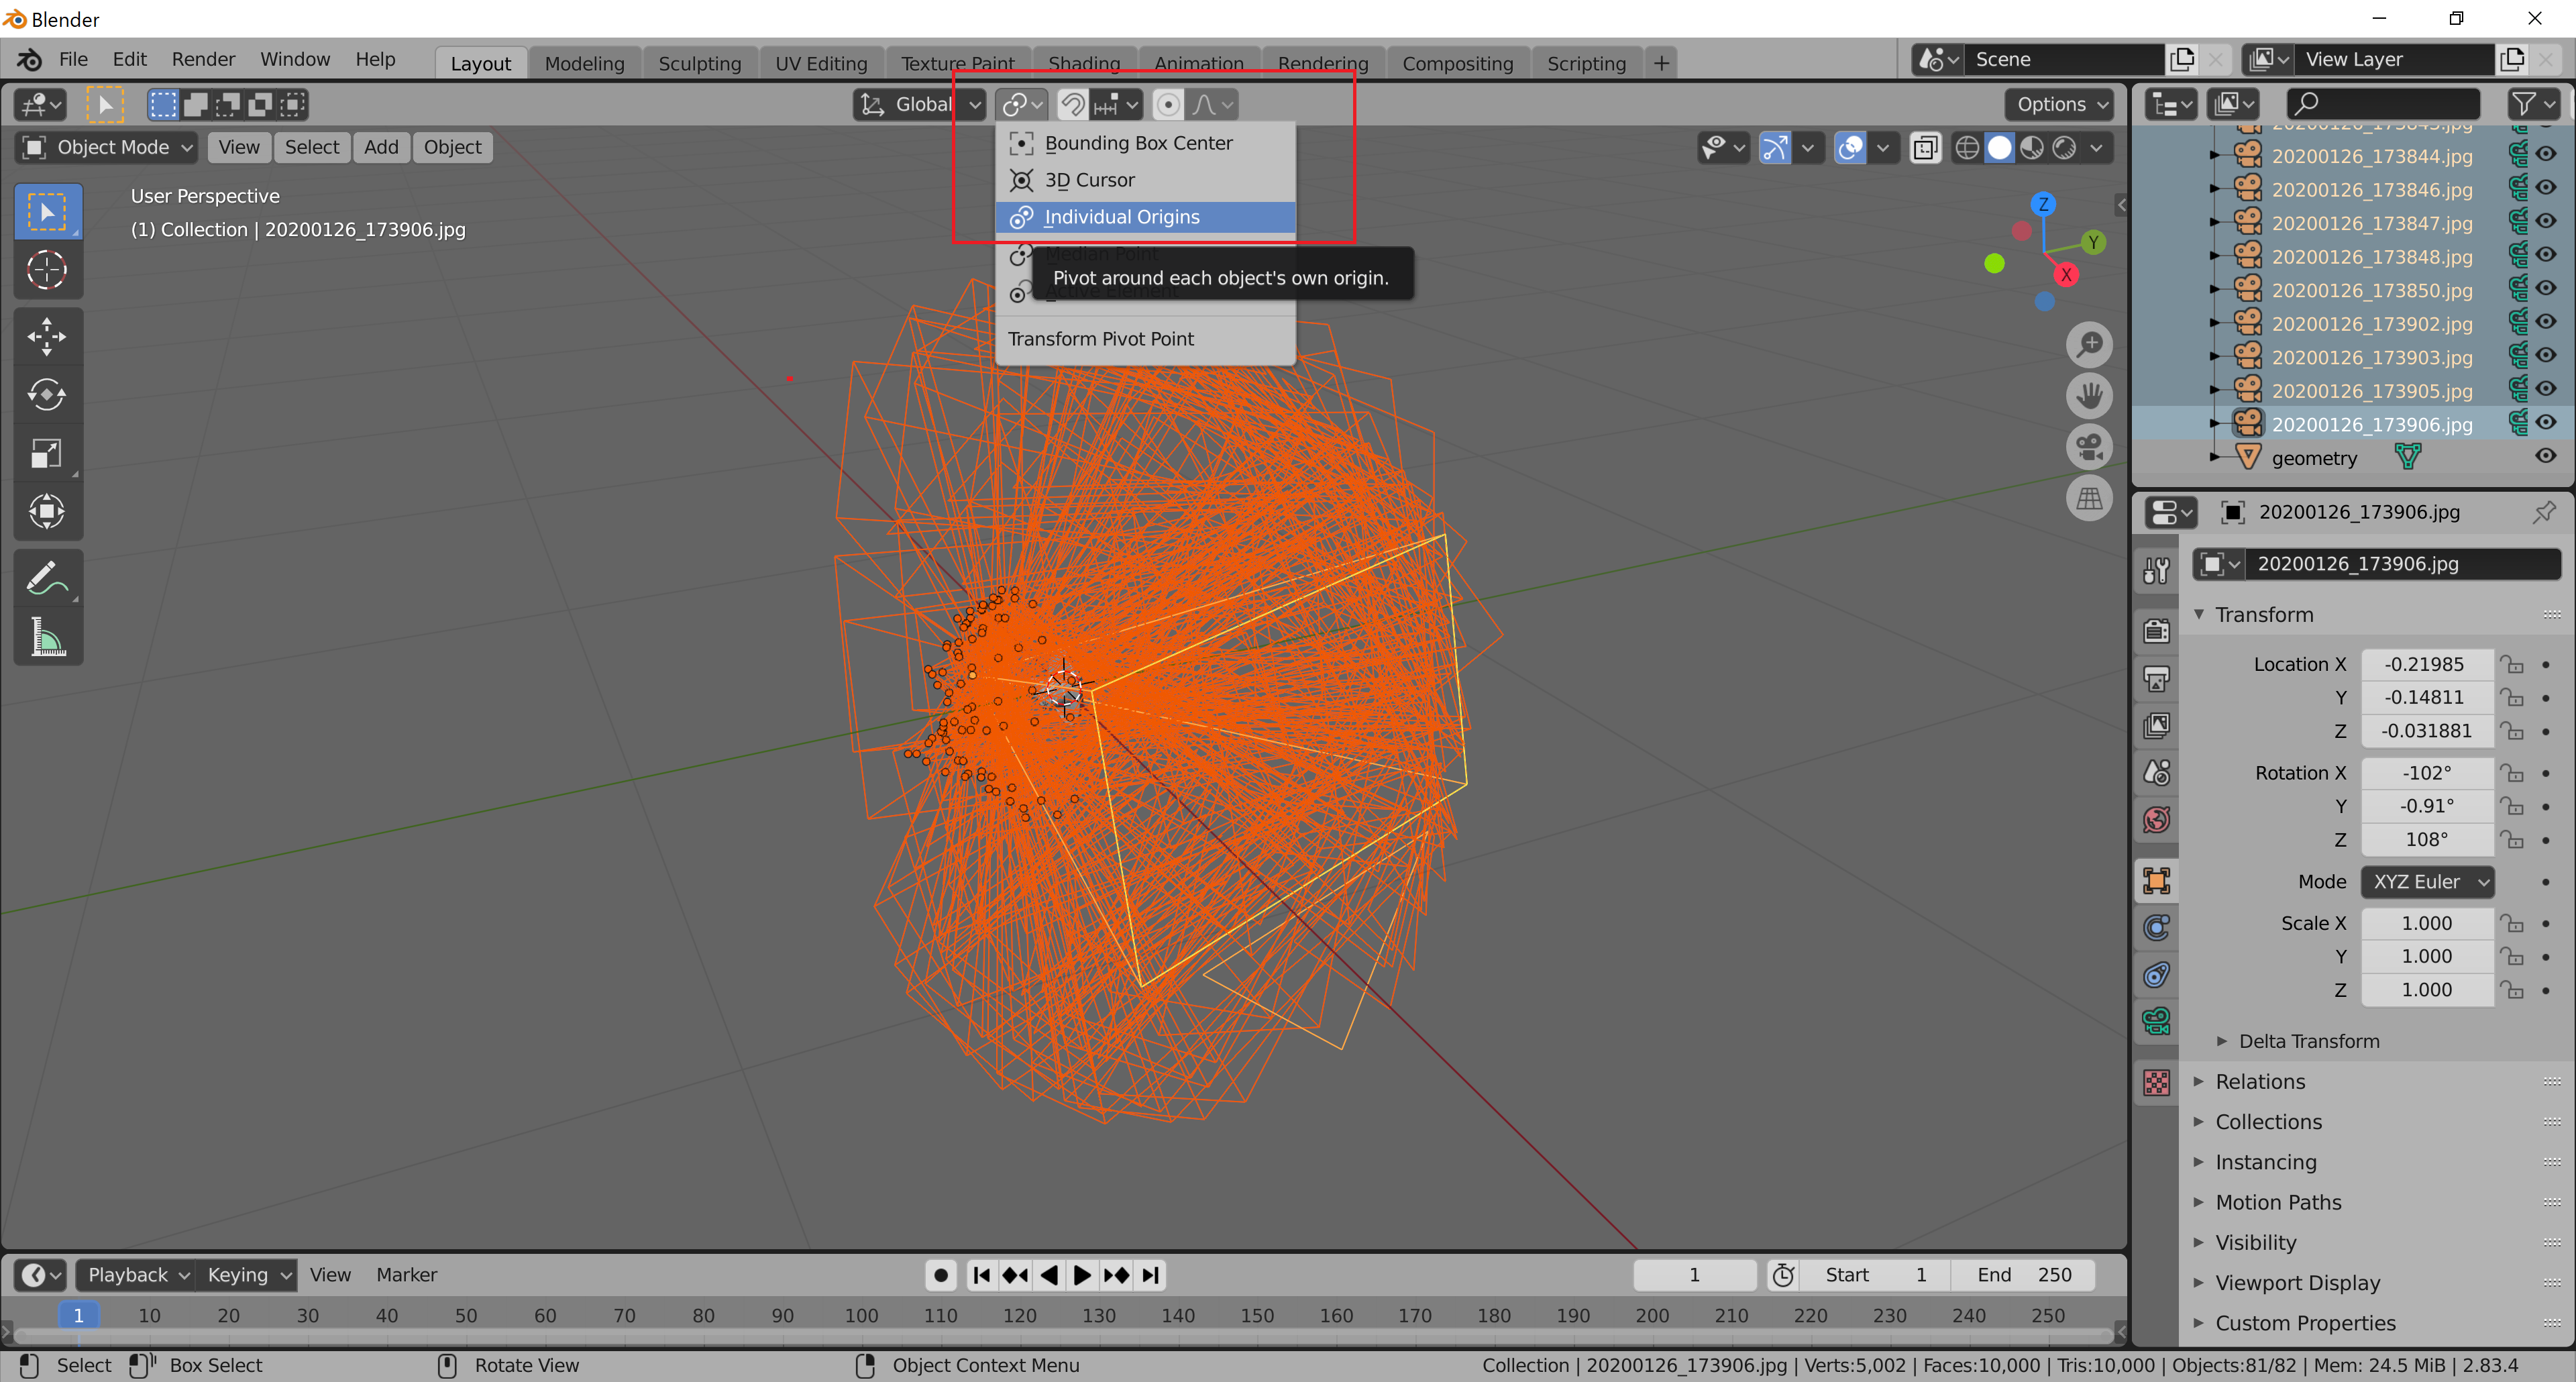 Blender
File Edit Render Window Help Layout Modeling Sculpting UV Editing Texture Paint Shading Animation Rendering Compositing Scripting + Scene View Layer
Global Options
Object Mode View Select Add Object
User Perspective
(1) Collection | 20200126_173906.jpg
Bounding Box Center
3D Cursor
Individual Origins
Median Point
Pivot around each object's own origin.
Transform Pivot Point
Z
Y
X
20200126_173843.jpg
20200126_173844.jpg
20200126_173846.jpg
20200126_173847.jpg
20200126_173848.jpg
20200126_173850.jpg
20200126_173902.jpg
20200126_173903.jpg
20200126_173905.jpg
20200126_173906.jpg
geometry
20200126_173906.jpg
20200126_173906.jpg
Transform
Location X -0.21985
Y -0.14811
Z -0.031881
Rotation X -102°
Y -0.91°
Z 108°
Mode XYZ Euler
Scale X 1.000
Y 1.000
Z 1.000
Delta Transform
Relations
Collections
Instancing
Motion Paths
Visibility
Viewport Display
Custom Properties
Playback Keying View Marker 1 Start 1 End 250
1 10 20 30 40 50 60 70 80 90 100 110 120 130 140 150 160 170 180 190 200 210 220 230 240 250
Select Box Select Rotate View Object Context Menu Collection | 20200126_173906.jpg | Verts:5,002 | Faces:10,000 | Tris:10,000 | Objects:81/82 | Mem: 24.5 MiB | 2.83.4